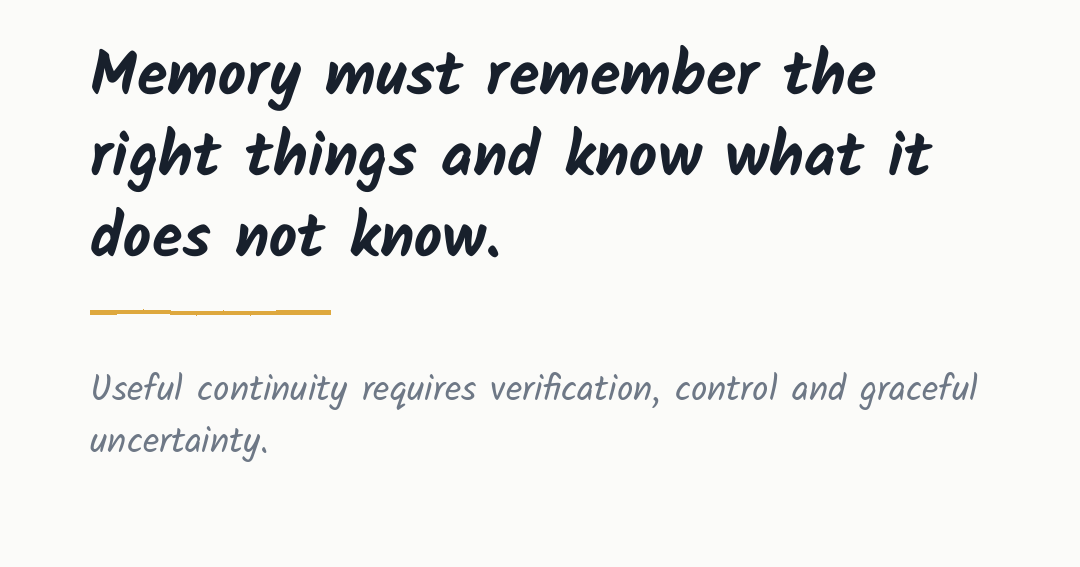 Memory must remember the
right things and know what it
does not know.
Useful continuity requires verification, control and graceful
uncertainty.